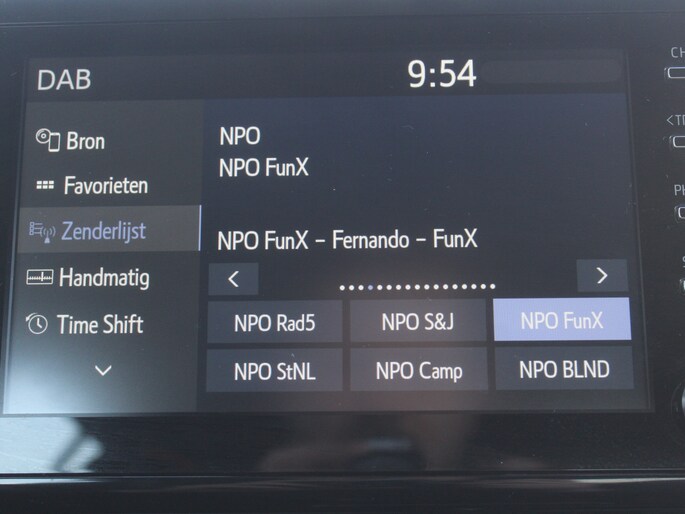 DAB
9:54
Bron
Favorieten
Zenderlijst
Handmatig
Time Shift
NPO
NPO FunX
NPO FunX - Fernando - FunX
NPO Rad5
NPO S&J
NPO FunX
NPO StNL
NPO Camp
NPO BLND
CH